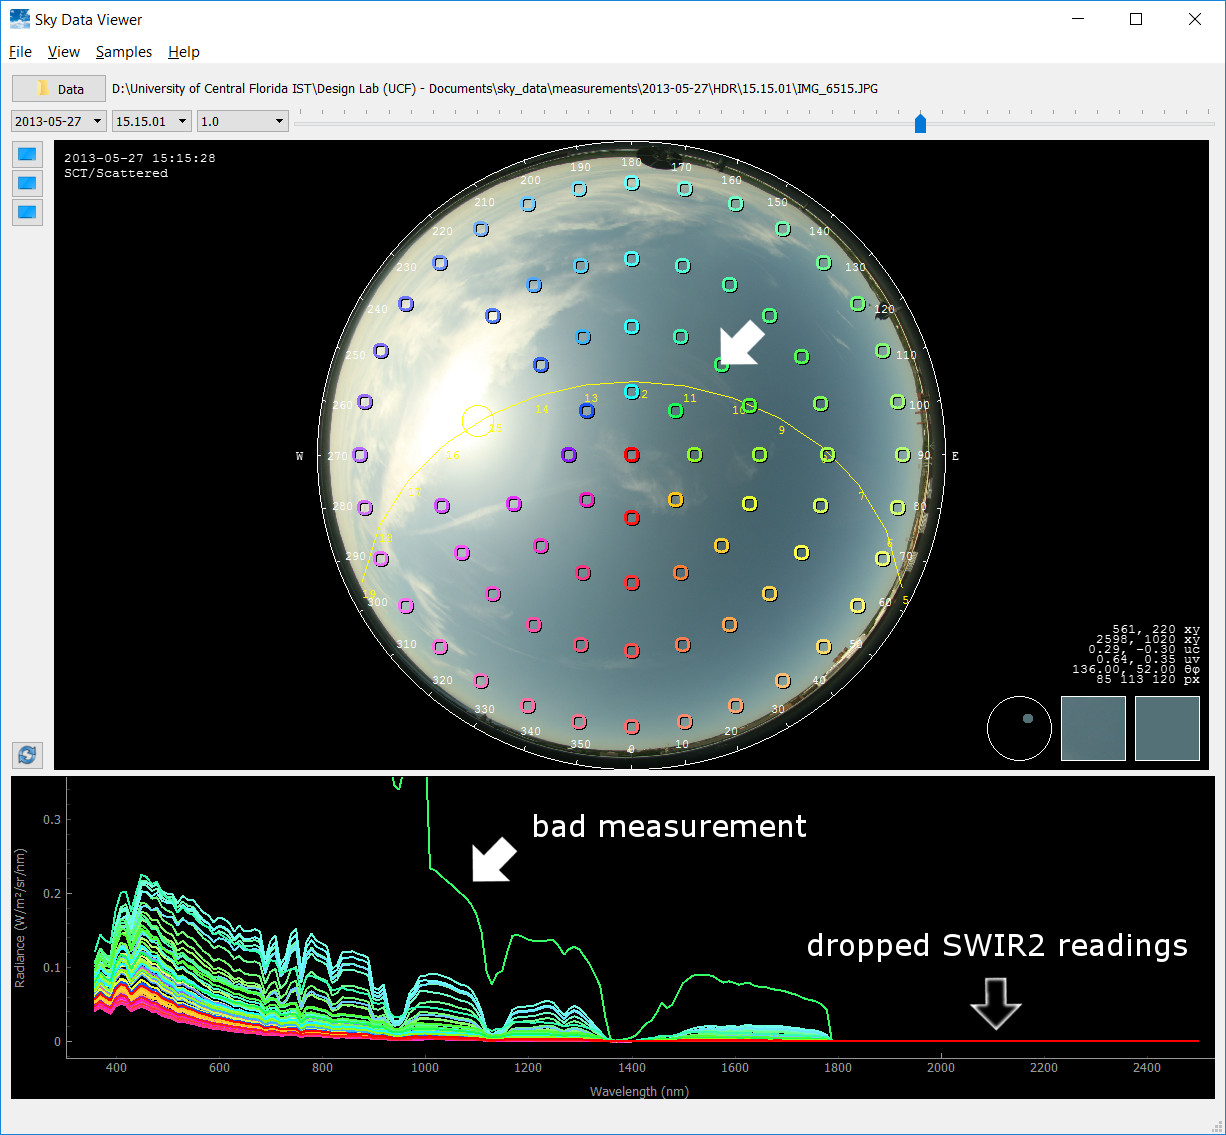 Sky Data Viewer
File View Samples Help
Data D:\University of Central Florida IST\Design Lab (UCF) - Documents\sky_data\measurements\2013-05-27\HDR\15.15.01\IMG_6515.JPG
2013-05-27 15.15.01 1.0
2013-05-27 15:15:28
SCT/Scattered
190 180 170
200 160
210 150
220 140
230 130
240 120
250 110
260 13 12 11 100
14 10
15 9
W 270 16 8 90 E
280 17 7 80
18 6
290 70
19 5
300 60
310 50
320 40
330 30
340 20
350 0 10
561, 220 xy
2598, 1020 xy
0.29, -0.30 uc
0.64, 0.35 uv
136.00, 52.00 θφ
85 113 120 px
bad measurement
dropped SWIR2 readings
Radiance (W/m²/sr/nm)
0.3
0.2
0.1
0
400 600 800 1000 1200 1400 1600 1800 2000 2200 2400
Wavelength (nm)